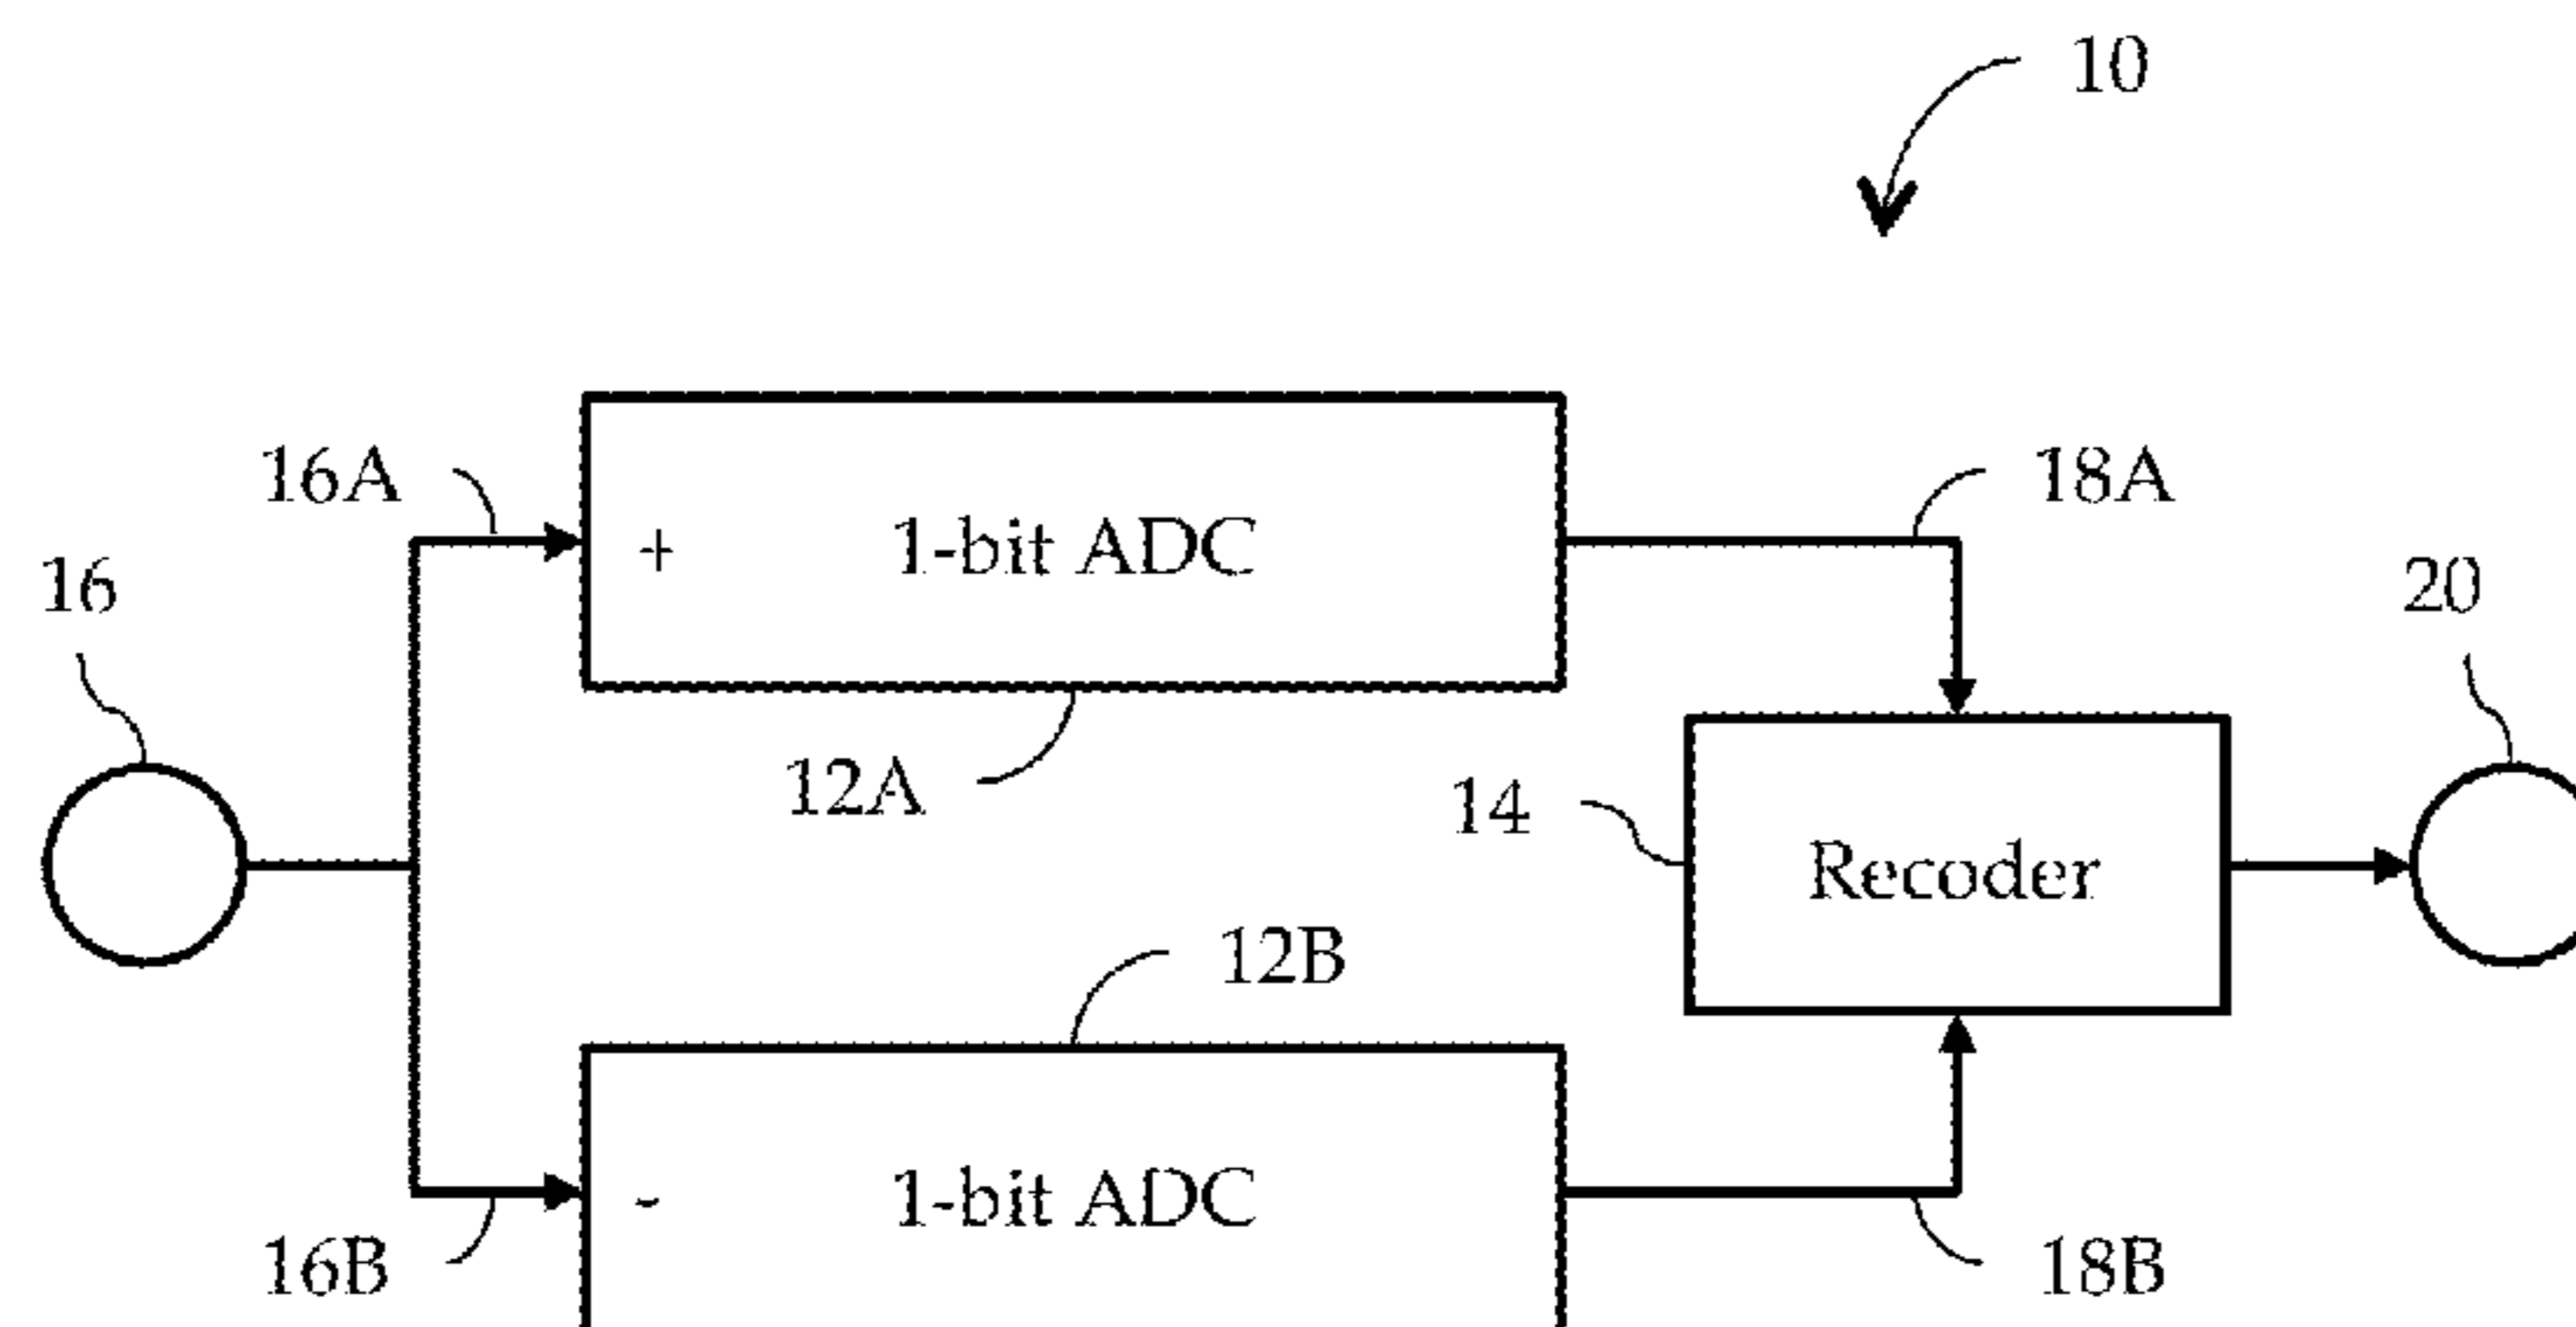 10
16A
+ 1-bit ADC
18A
16
20
12A
14
Recoder
12B
- 1-bit ADC
16B
18B